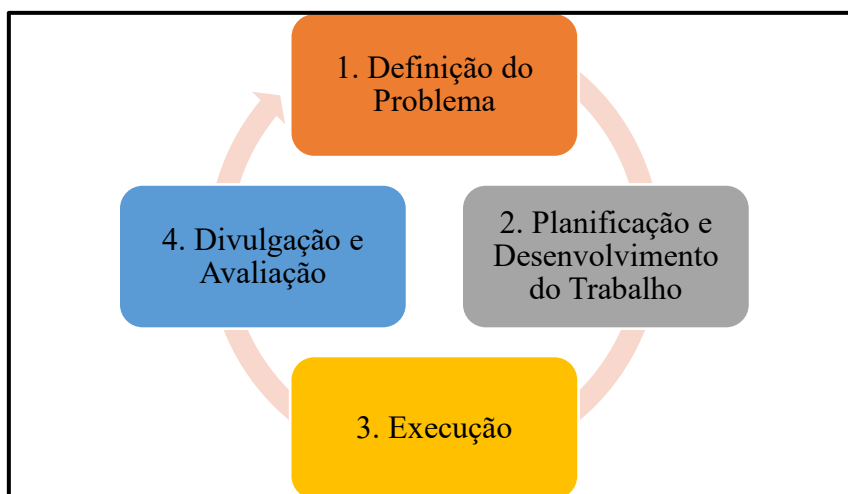 1. Definição do
Problema
2. Planificação e
Desenvolvimento
do Trabalho
3. Execução
4. Divulgação e
Avaliação